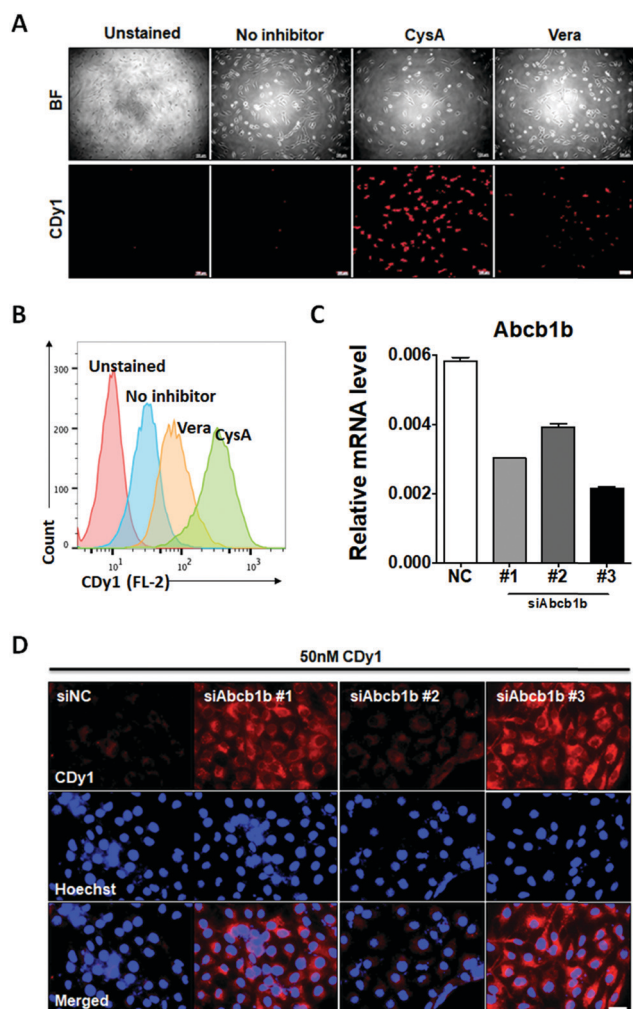 A
Unstained
No inhibitor
CysA
Vera
BF
CDy1
B
300
200
100
0
Count
Unstained
No inhibitor
Vera
CysA
10¹
10²
10³
CDy1 (FL-2)
C
Abcb1b
Relative mRNA level
0.006
0.004
0.002
0.000
NC
#1
#2
#3
siAbcb1b
D
50nM CDy1
siNC
siAbcb1b #1
siAbcb1b #2
siAbcb1b #3
CDy1
Hoechst
Merged